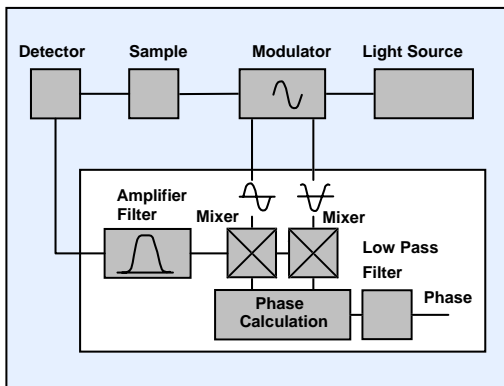 Detector
Sample
Modulator
Light Source
Amplifier
Filter
Mixer
Mixer
Low Pass
Filter
Phase
Calculation
Phase